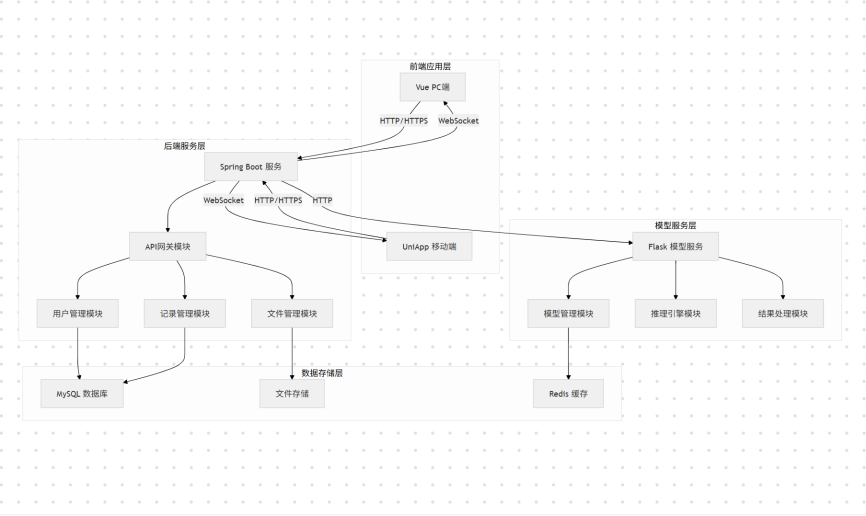 前端应用层
Vue PC端
HTTP/HTTPS
WebSocket
后端服务层
Spring Boot 服务
WebSocket
HTTP/HTTPS
HTTP
模型服务层
API网关模块
UniApp 移动端
Flask 模型服务
用户管理模块
记录管理模块
文件管理模块
模型管理模块
推理引擎模块
结果处理模块
数据存储层
MySQL 数据库
文件存储
Redis 缓存